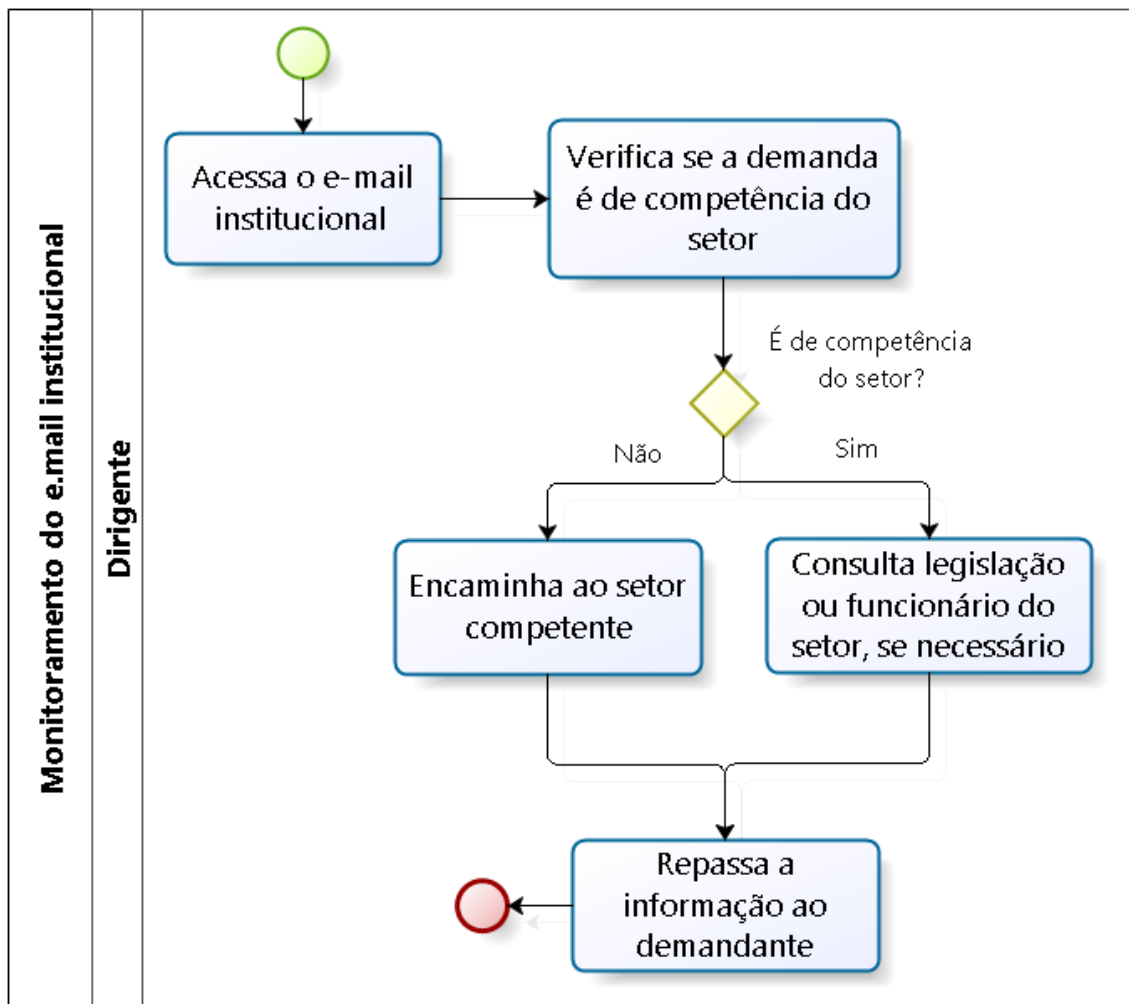 Monitoramento do e.mail institucional
Dirigente
Acessa o e-mail
institucional
Verifica se a demanda
é de competência do
setor
É de competência
do setor?
Não
Sim
Encaminha ao setor
competente
Consulta legislação
ou funcionário do
setor, se necessário
Repassa a
informação ao
demandante